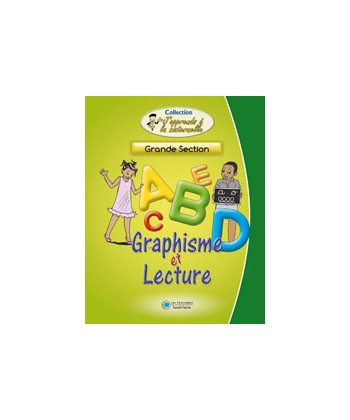 Collection
J'apprends à
la maternelle
Grande Section
A
E
C
B
D
Graphisme
et
Lecture